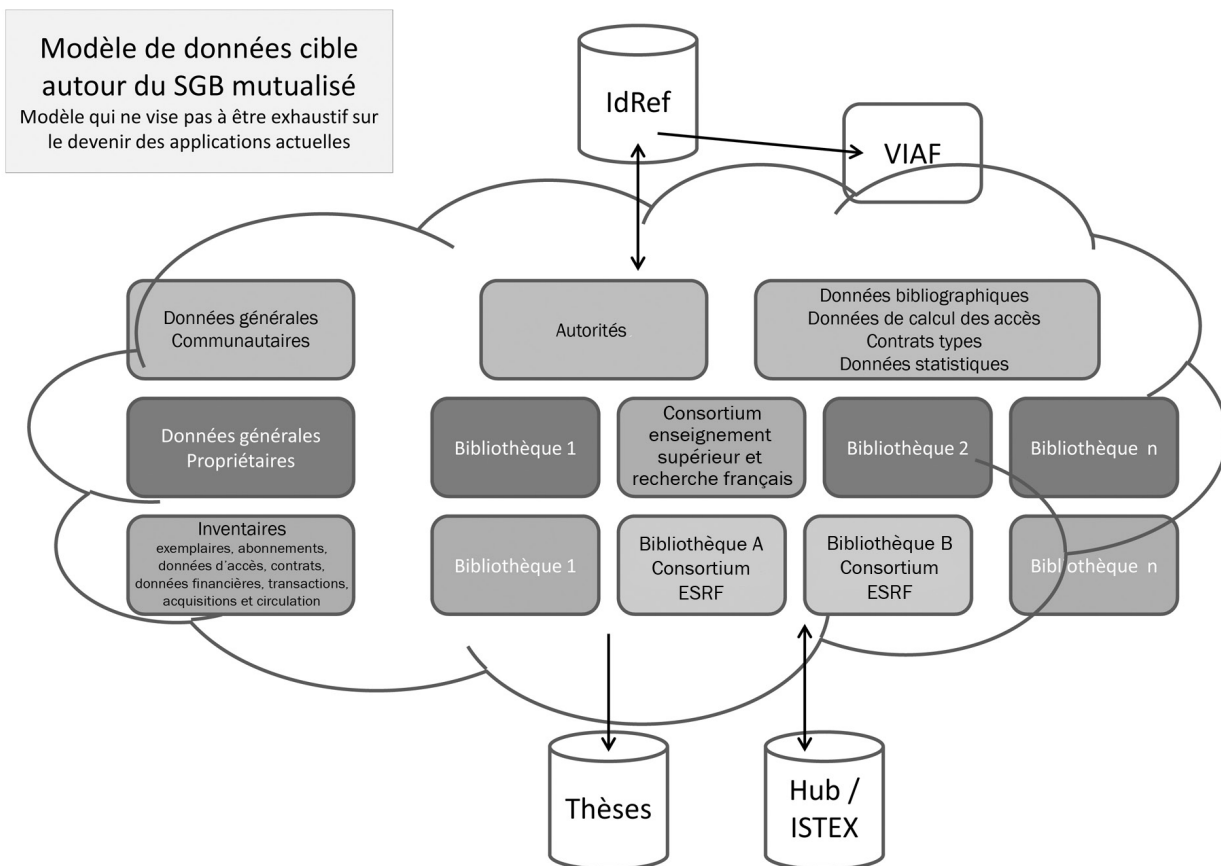 Modèle de données cible
autour du SGB mutualisé
Modèle qui ne vise pas à être exhaustif sur
le devenir des applications actuelles
IdRef
VIAF
Données générales
Communautaires
Autorités
Données bibliographiques
Données de calcul des accès
Contrats types
Données statistiques
Données générales
Propriétaires
Bibliothèque 1
Consortium
enseignement
supérieur et
recherche français
Bibliothèque 2
Bibliothèque n
Inventaires
exemplaires, abonnements,
données d'accès, contrats,
données financières, transactions,
acquisitions et circulation
Bibliothèque 1
Bibliothèque A
Consortium
ESRF
Bibliothèque B
Consortium
ESRF
Bibliothèque n
Thèses
Hub /
ISTEX